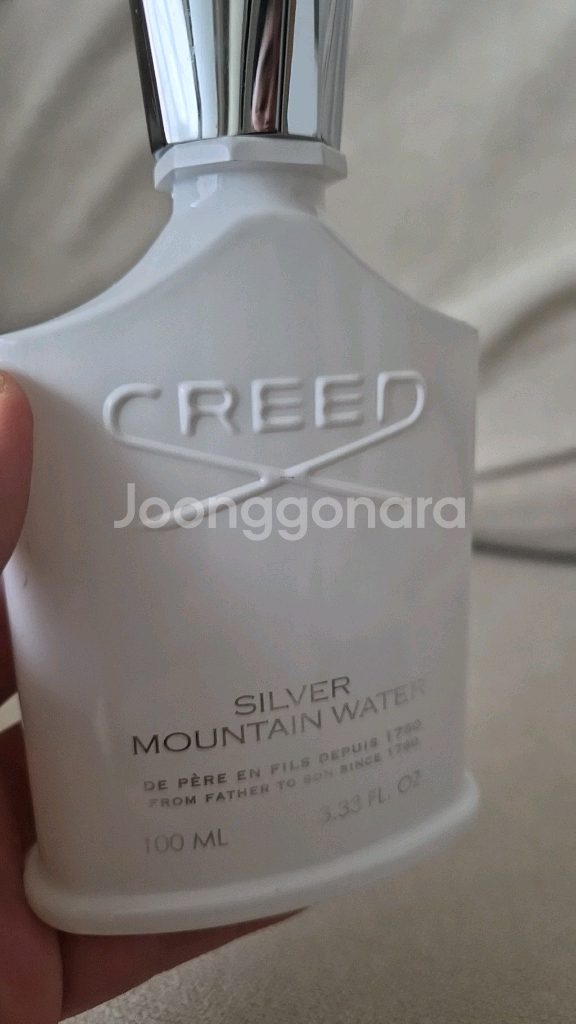 CREED
Joonggonara
SILVER
MOUNTAIN WATER
DE PÈRE EN FILS DEPUIS 1760
FROM FATHER TO SON SINCE 1760
100 ML 3.33 FL. OZ